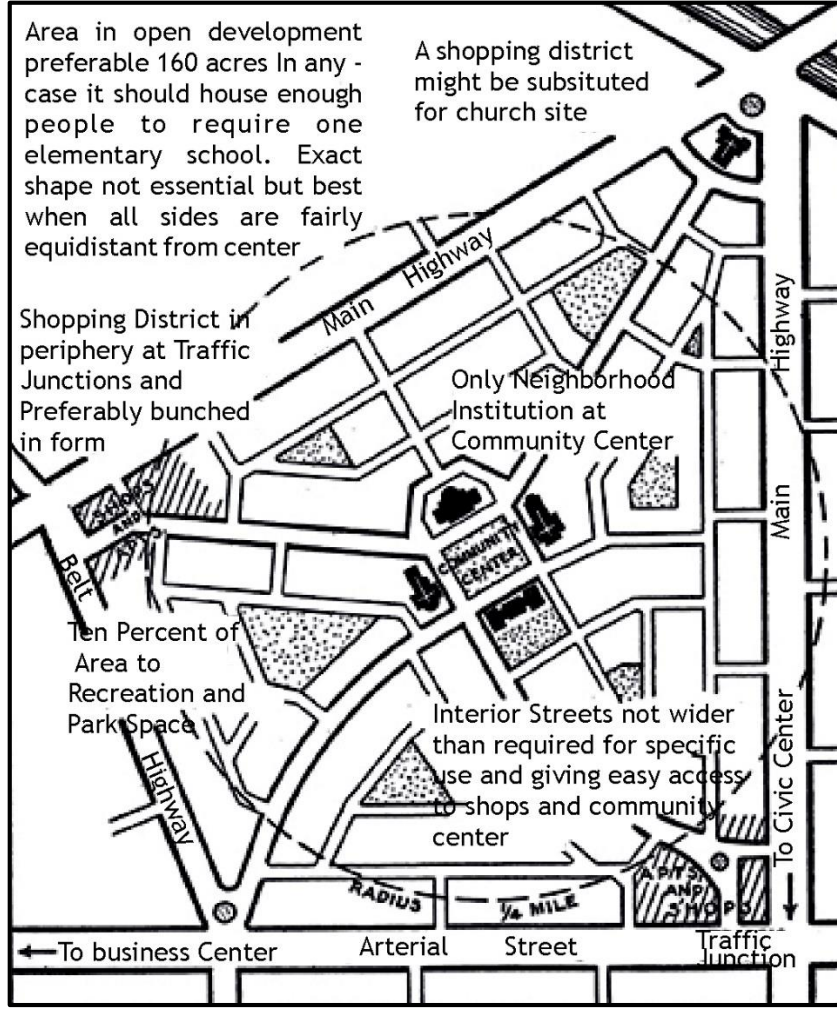 Area in open development
preferable 160 acres In any -
case it should house enough
people to require one
elementary school. Exact
shape not essential but best
when all sides are fairly
equidistant from center
A shopping district
might be subsituted
for church site
Main Highway
Shopping District in
periphery at Traffic
Junctions and
Preferably bunched
in form
Only Neighborhood
Institution at
Community Center
Highway
Main
SHOPS
AND
COMMUNITY
CENTER
Belt
Ten Percent of
Area to
Recreation and
Park Space
Highway
Interior Streets not wider
than required for specific
use and giving easy access
to shops and community
center
To Civic Center
APTS.
AND
SHOPS
RADIUS 1/4 MILE
To business Center
Arterial Street
Traffic
Junction